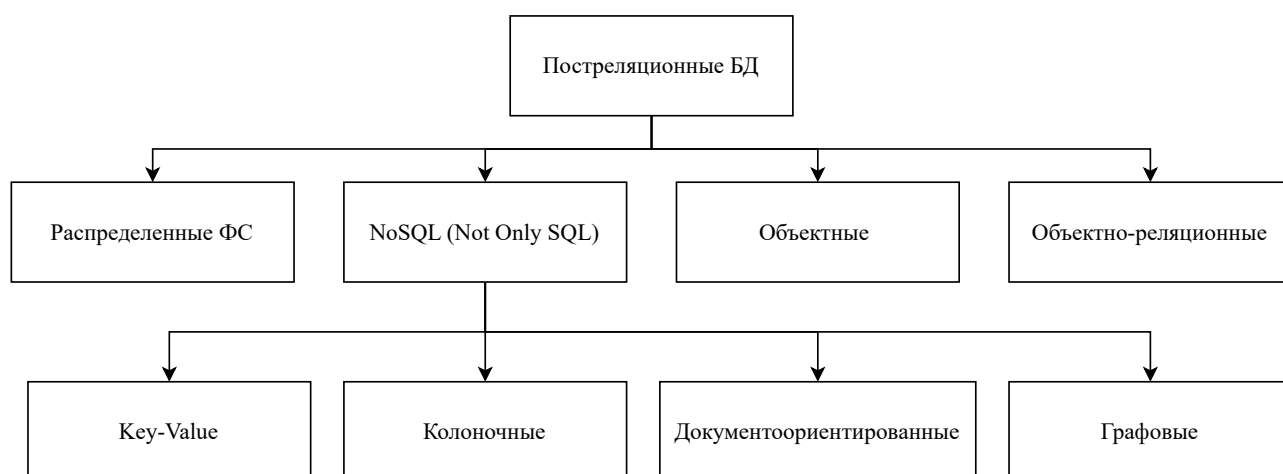 Постреляционные БД
Распределенные ФС
NoSQL (Not Only SQL)
Объектные
Объектно-реляционные
Key-Value
Колоночные
Документоориентированные
Графовые